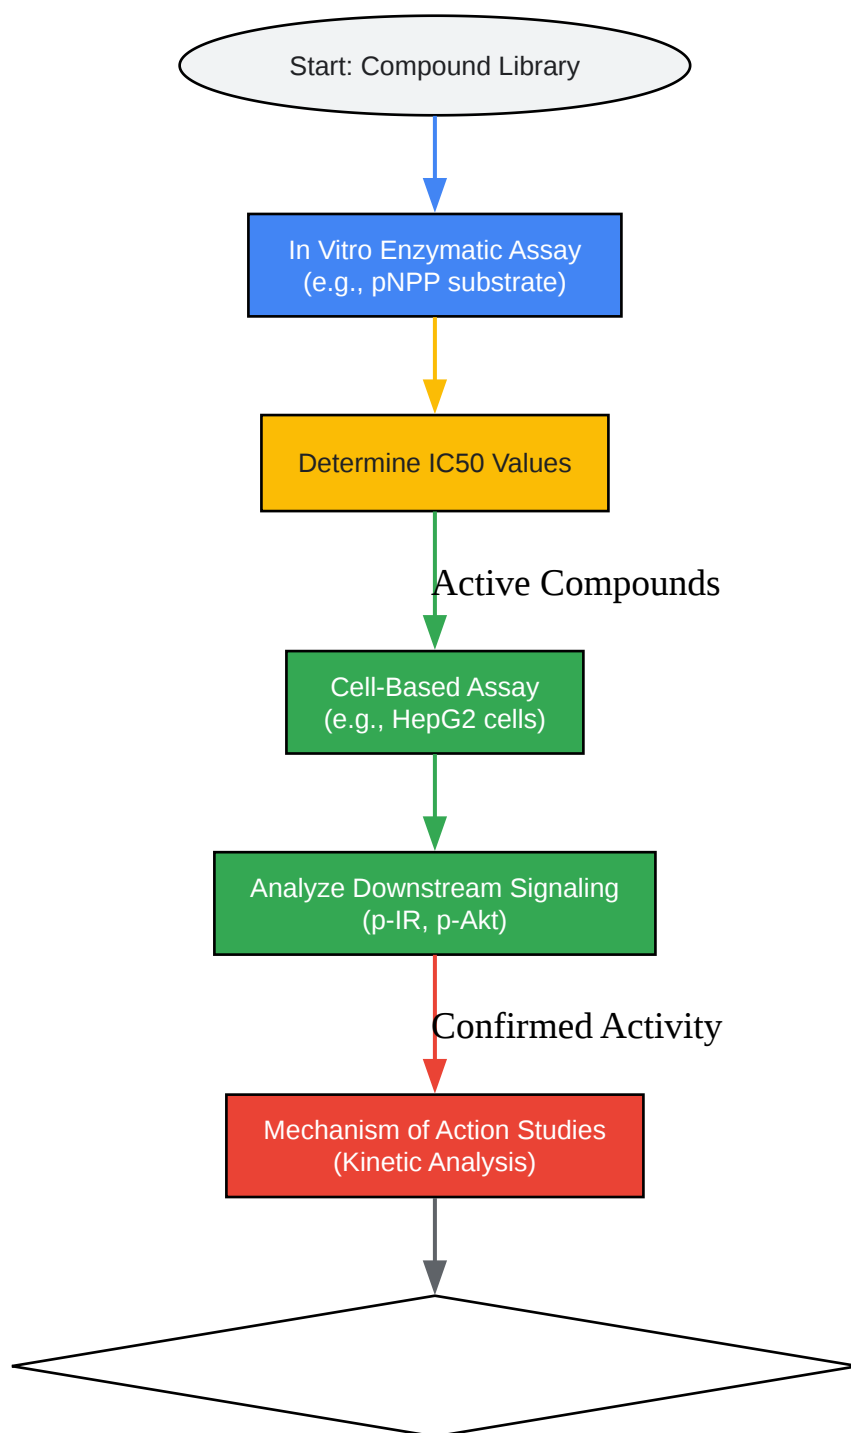 Start: Compound Library
In Vitro Enzymatic Assay
(e.g., pNPP substrate)
Determine IC50 Values
Active Compounds
Cell-Based Assay
(e.g., HepG2 cells)
Analyze Downstream Signaling
(p-IR, p-Akt)
Confirmed Activity
Mechanism of Action Studies
(Kinetic Analysis)